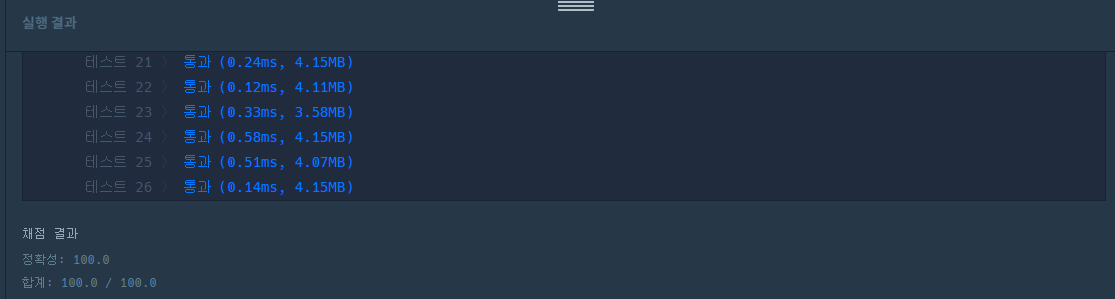 실행 결과
테스트 21 〉 통과 (0.24ms, 4.15MB)
테스트 22 〉 통과 (0.12ms, 4.11MB)
테스트 23 〉 통과 (0.33ms, 3.58MB)
테스트 24 〉 통과 (0.58ms, 4.15MB)
테스트 25 〉 통과 (0.51ms, 4.07MB)
테스트 26 〉 통과 (0.14ms, 4.15MB)
채점 결과
정확성: 100.0
합계: 100.0 / 100.0